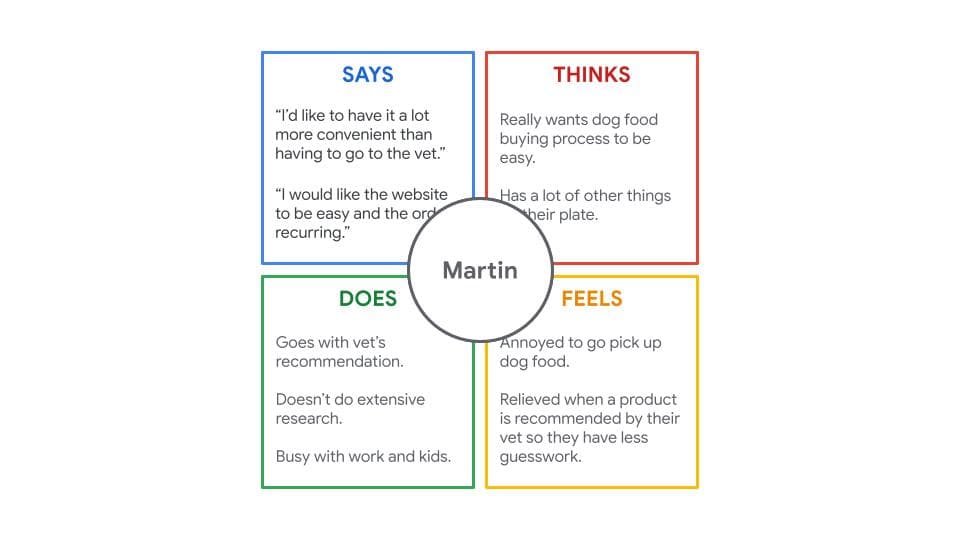 SAYS
“I’d like to have it a lot
more convenient than
having to go to the vet.”
“I would like the website
to be easy and the ord
recurring.”
THINKS
Really wants dog food
buying process to be
easy.
Has a lot of other things
their plate.
Martin
DOES
Goes with vet’s
recommendation.
Doesn’t do extensive
research.
Busy with work and kids.
FEELS
Annoyed to go pick up
dog food.
Relieved when a product
is recommended by their
vet so they have less
guesswork.